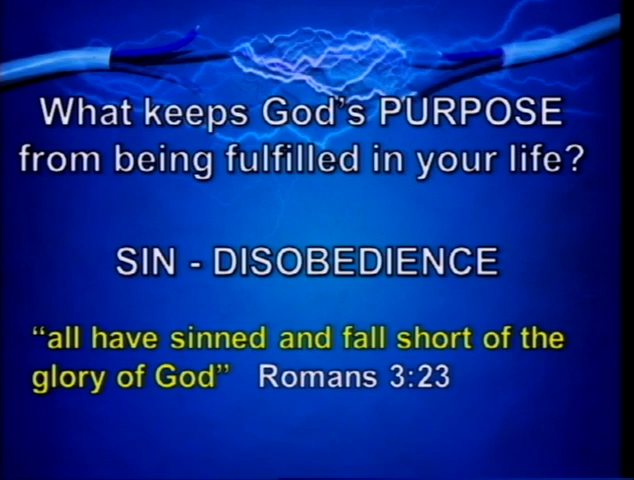 What keeps God's PURPOSE
from being fulfilled in your life?
SIN - DISOBEDIENCE
“all have sinned and fall short of the
glory of God” Romans 3:23